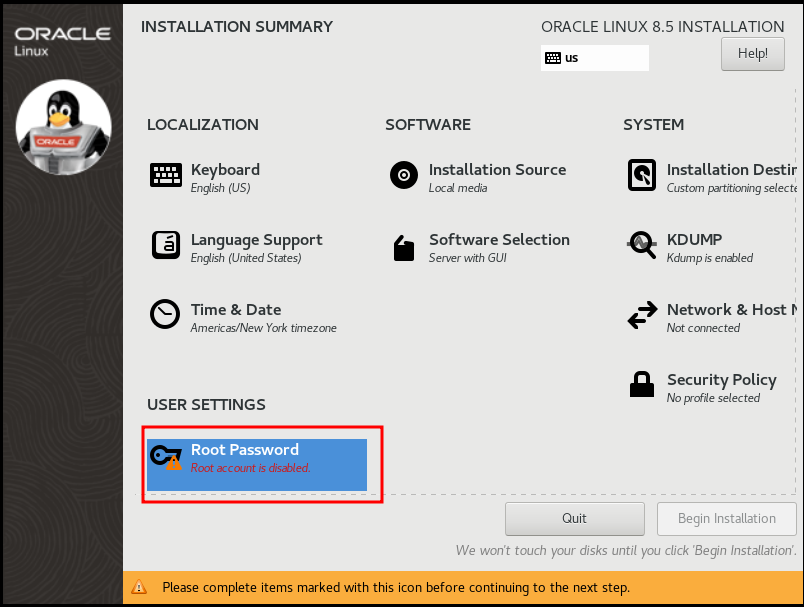 ORACLE
Linux
ORACLE
INSTALLATION SUMMARY
ORACLE LINUX 8.5 INSTALLATION
us
Help!
LOCALIZATION
Keyboard
English (US)
Language Support
English (United States)
Time & Date
Americas/New York timezone
SOFTWARE
Installation Source
Local media
Software Selection
Server with GUI
SYSTEM
Installation Destin
Custom partitioning selecte
KDUMP
Kdump is enabled
Network & Host N
Not connected
Security Policy
No profile selected
USER SETTINGS
Root Password
Root account is disabled.
Quit
Begin Installation
We won't touch your disks until you click 'Begin Installation'.
Please complete items marked with this icon before continuing to the next step.